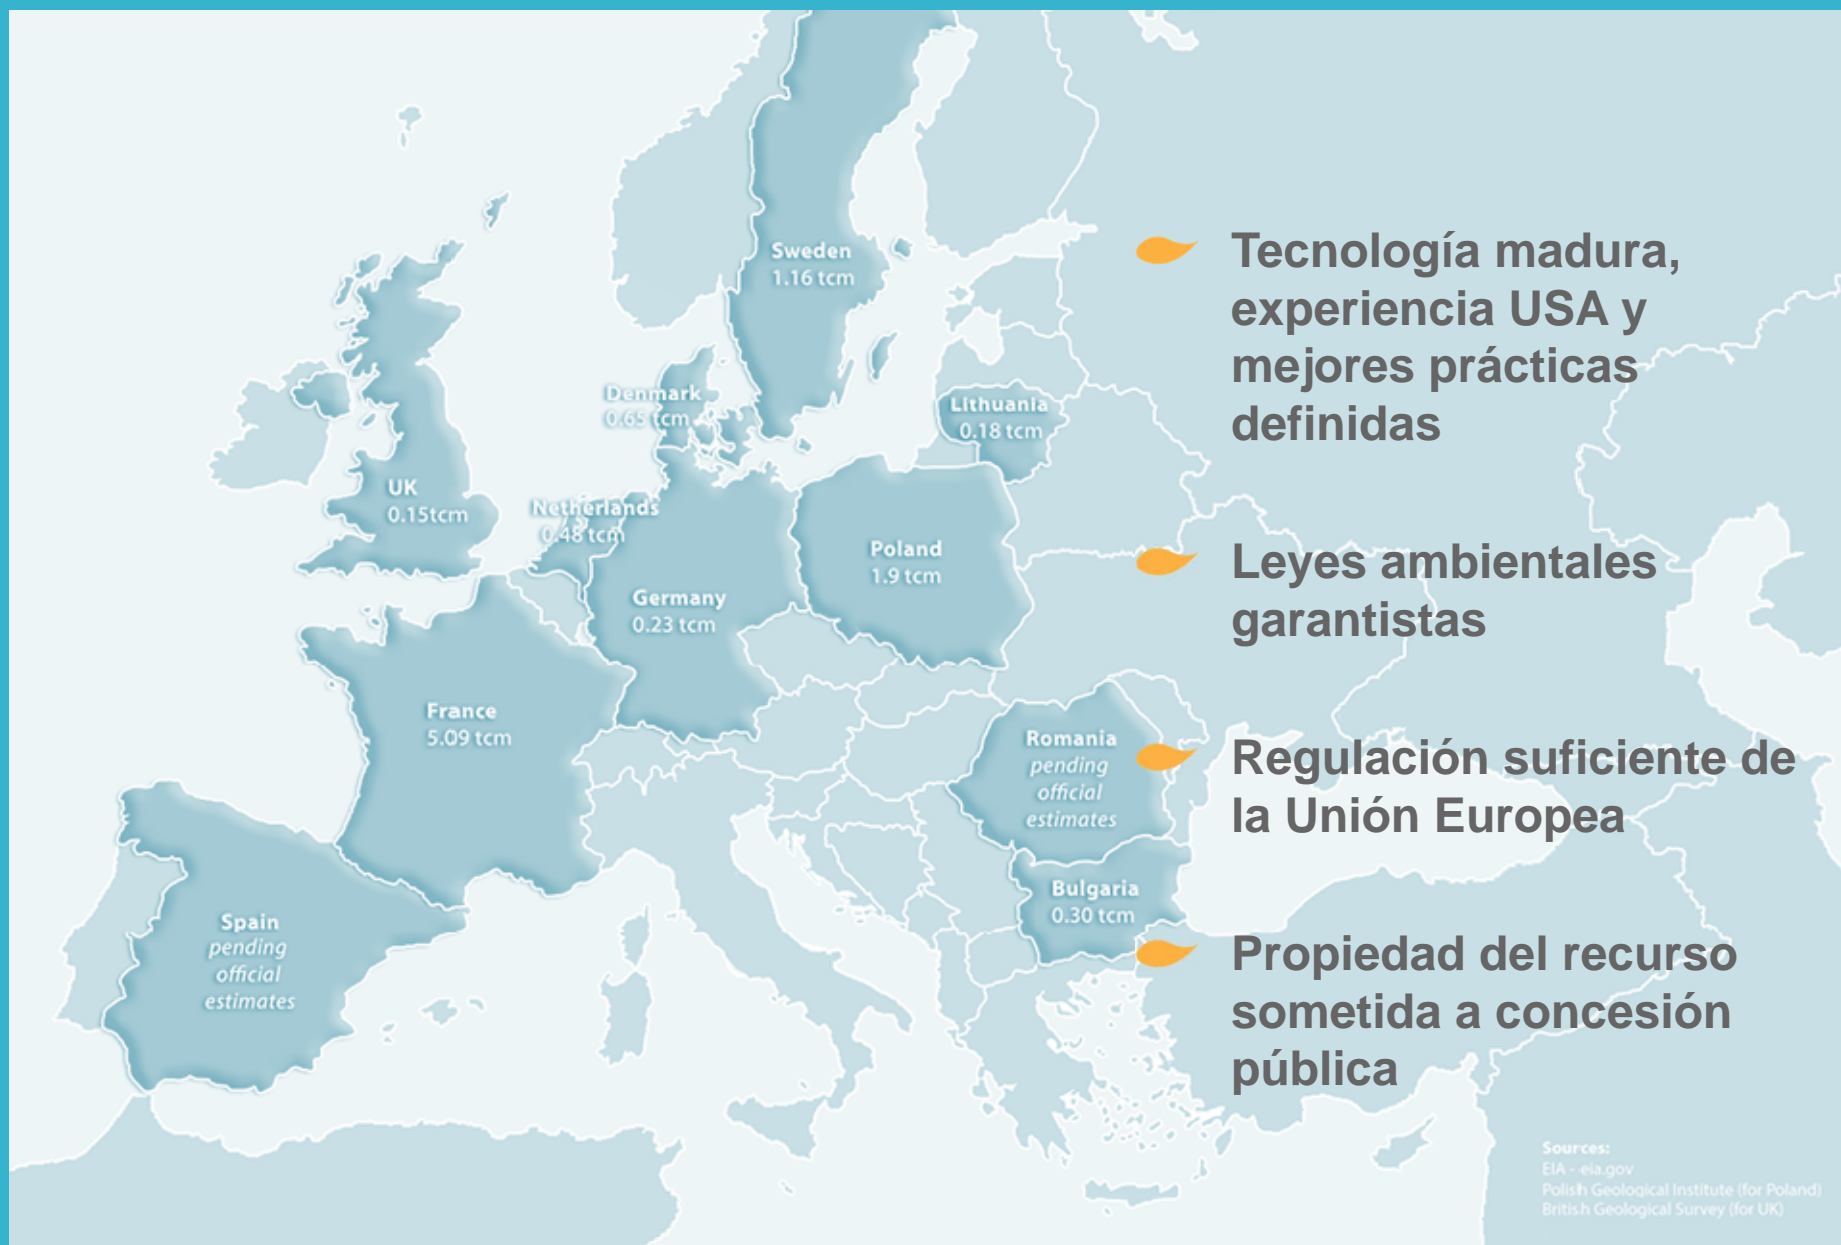 Sweden
1.16 tcm
Denmark
0.65 tcm
Lithuania
0.18 tcm
UK
0.15tcm
Netherlands
0.48 tcm
Poland
1.9 tcm
Germany
0.23 tcm
France
5.09 tcm
Romania
pending
official
estimates
Bulgaria
0.30 tcm
Spain
pending
official
estimates
Tecnología madura,
experiencia USA y
mejores prácticas
definidas
Leyes ambientales
garantistas
Regulación suficiente de
la Unión Europea
Propiedad del recurso
sometida a concesión
pública
Sources:
EIA - eia.gov
Polish Geological Institute (for Poland)
British Geological Survey (for UK)